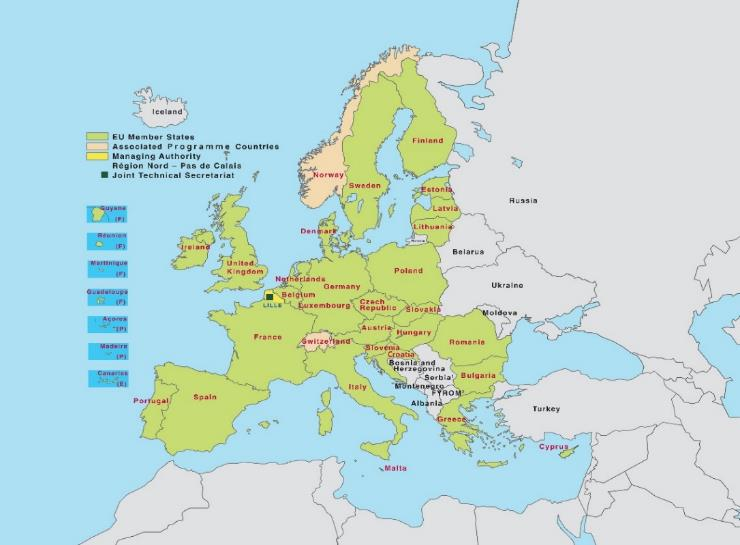 Iceland
EU Member States
Associated Programme Countries
Managing Authority
Région Nord – Pas de Calais
Joint Technical Secretariat
Finland
Norway
Sweden
Estonia
Russia
Guyane
(F)
Latvia
Lithuania
Denmark
Réunion
(F)
Ireland
Belarus
United
Kingdom
Martinique
(F)
Poland
Netherlands
Germany
Ukraine
Belgium
Guadeloupe
(F)
LILLE
Luxembourg
Czech
Republic
Slovakia
Moldova
Açores
(P)
Austria
Hungary
France
Switzerland
Romania
Slovenia
Croatia
Madeire
(P)
Bosnia and
Herzegovina
Serbia
Bulgaria
Canarias
(E)
Italy
Montenegro
FYROM
Portugal
Spain
Albania
Turkey
Greece
Cyprus
Malta